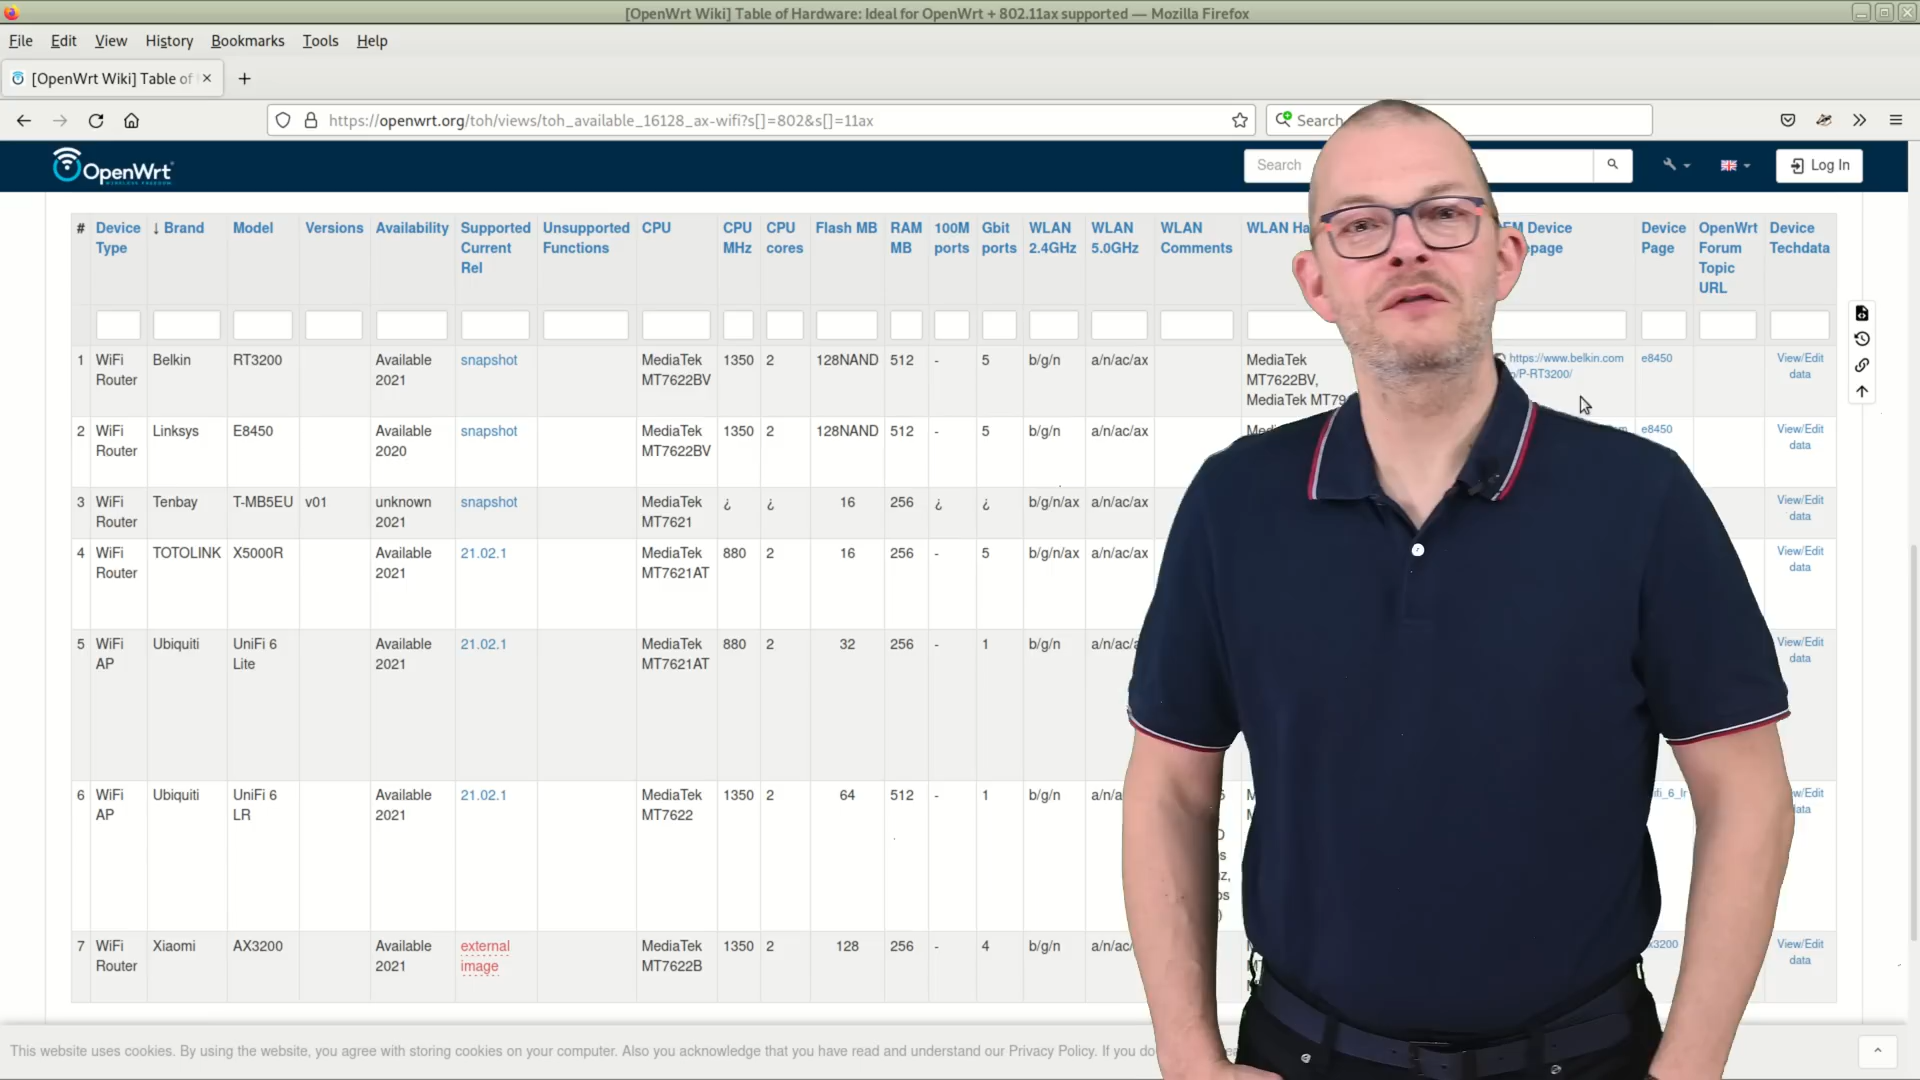 [OpenWrt Wiki] Table of Hardware: Ideal for OpenWrt + 802.11ax supported — Mozilla Firefox
File Edit View History Bookmarks Tools Help
[OpenWrt Wiki] Table of
https://openwrt.org/toh/views/toh_available_16128_ax-wifi?s[]=802&s[]=11ax
Search
OpenWrt
WIRELESS FREEDOM
Search
Log In
# Device Type ↓ Brand Model Versions Availability Supported Current Rel Unsupported Functions CPU CPU MHz CPU cores Flash MB RAM MB 100M ports Gbit ports WLAN 2.4GHz WLAN 5.0GHz WLAN Comments WLAN Device Device Page OpenWrt Forum Topic URL Device Techdata
1 WiFi Router Belkin RT3200 Available 2021 snapshot MediaTek MT7622BV 1350 2 128NAND 512 - 5 b/g/n a/n/ac/ax MediaTek MT7622BV, MediaTek https://www.belkin.com /P-RT3200/ e8450 View/Edit data
2 WiFi Router Linksys E8450 Available 2020 snapshot MediaTek MT7622BV 1350 2 128NAND 512 - 5 b/g/n a/n/ac/ax e8450 View/Edit data
3 WiFi Router Tenbay T-MB5EU v01 unknown 2021 snapshot MediaTek MT7621 ¿ ¿ 16 256 ¿ ¿ b/g/n/ax a/n/ac/ax View/Edit data
4 WiFi Router TOTOLINK X5000R Available 2021 21.02.1 MediaTek MT7621AT 880 2 16 256 - 5 b/g/n/ax a/n/ac/ax View/Edit data
5 WiFi AP Ubiquiti UniFi 6 Lite Available 2021 21.02.1 MediaTek MT7621AT 880 2 32 256 - 1 b/g/n View/Edit data
6 WiFi AP Ubiquiti UniFi 6 LR Available 2021 21.02.1 MediaTek MT7622 1350 2 64 512 - 1 b/g/n
7 WiFi Router Xiaomi AX3200 Available 2021 external image MediaTek MT7622B 1350 2 128 256 - 4 b/g/n View/Edit data
This website uses cookies. By using the website, you agree with storing cookies on your computer. Also you acknowledge that you have read and understand our Privacy Policy. If you